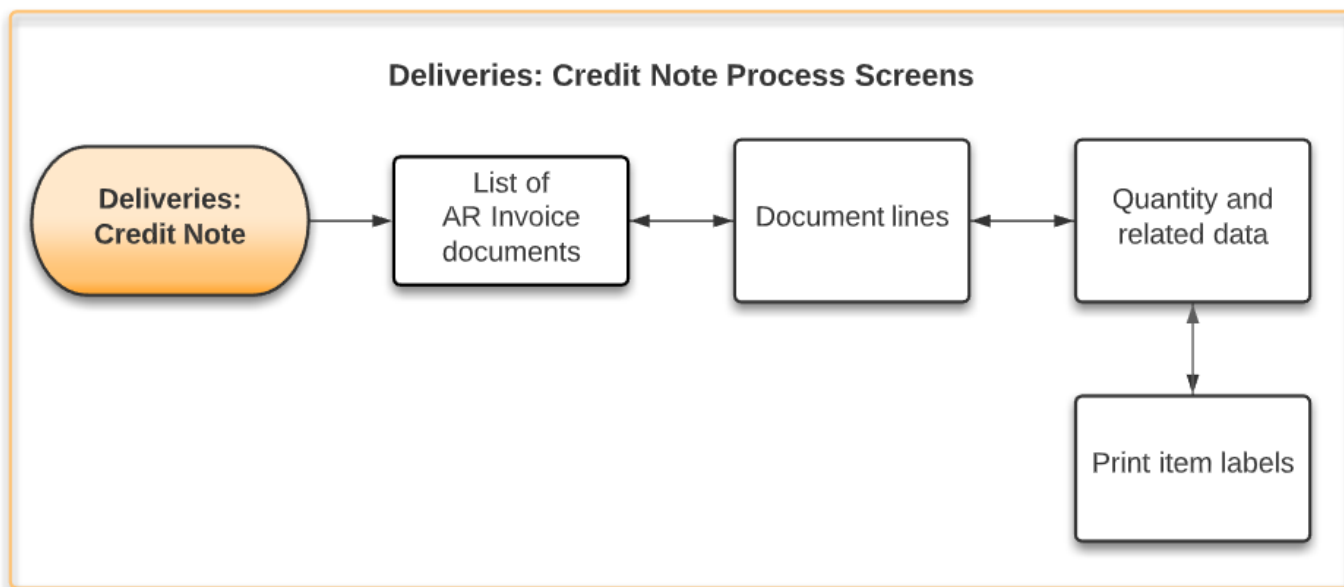 Deliveries: Credit Note Process Screens
Deliveries:
Credit Note
List of
AR Invoice
documents
Document lines
Quantity and
related data
Print item labels